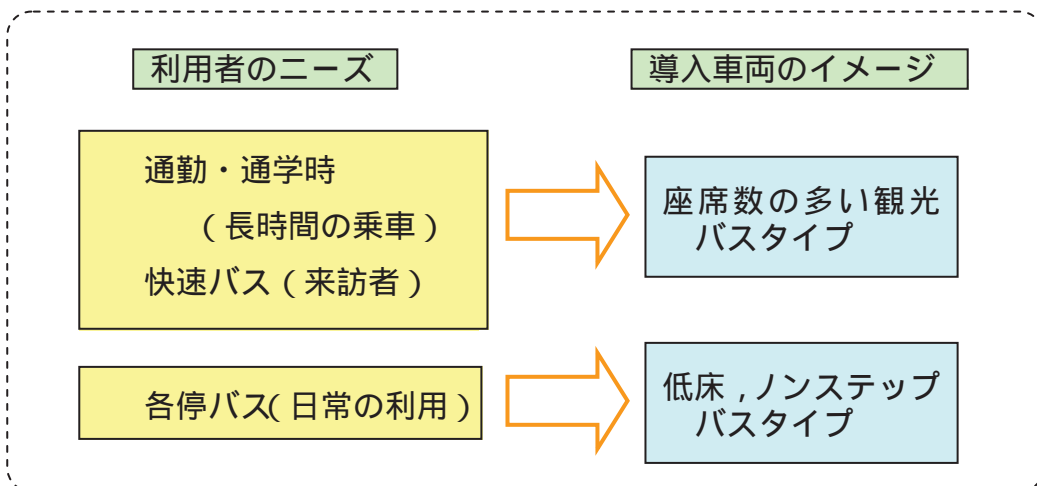 利用者のニーズ
導入車両のイメージ
通勤・通学時
(長時間の乗車)
快速バス(来訪者)
座席数の多い観光
バスタイプ
各停バス(日常の利用)
低床,ノンステップ
バスタイプ